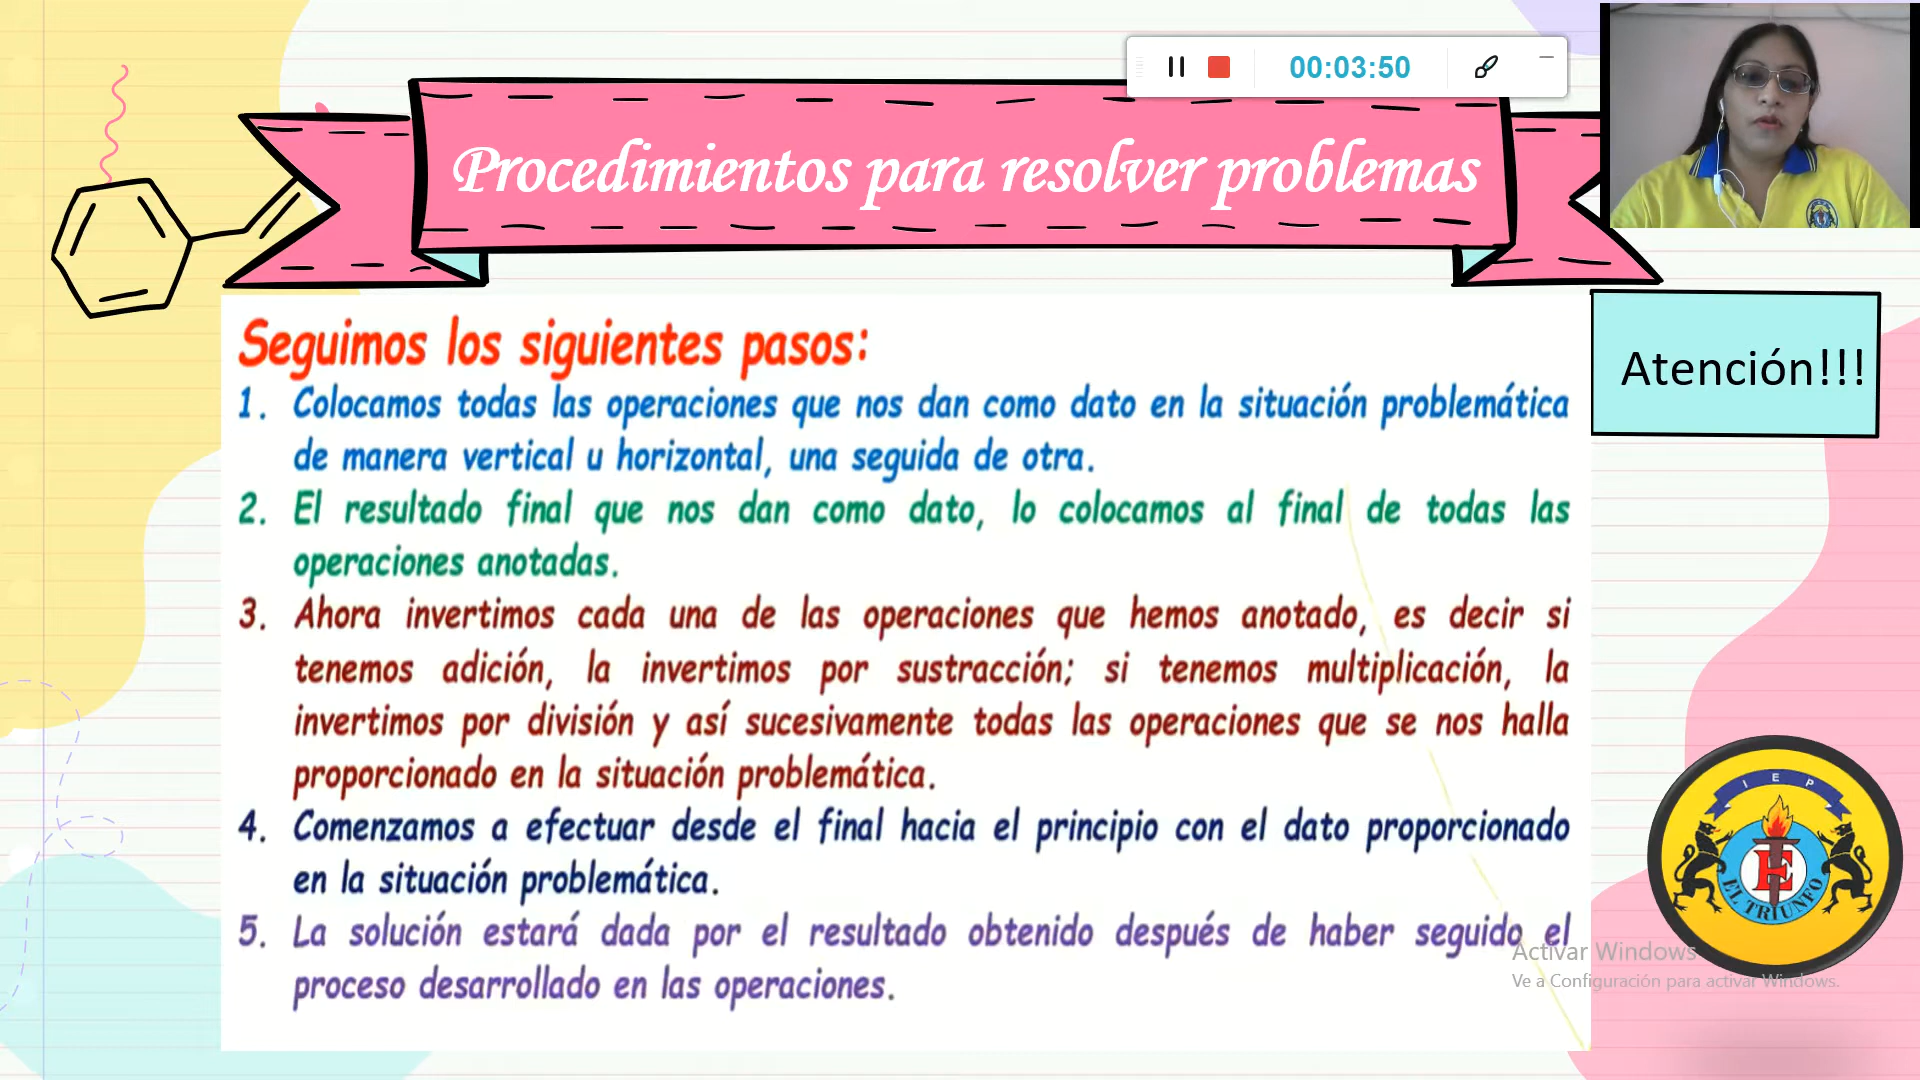 00:03:50
Procedimientos para resolver problemas
Atención!!!
Seguimos los siguientes pasos:
1. Colocamos todas las operaciones que nos dan como dato en la situación problemática
de manera vertical u horizontal, una seguida de otra.
2. El resultado final que nos dan como dato, lo colocamos al final de todas las
operaciones anotadas.
3. Ahora invertimos cada una de las operaciones que hemos anotado, es decir si
tenemos adición, la invertimos por sustracción; si tenemos multiplicación, la
invertimos por división y así sucesivamente todas las operaciones que se nos halla
proporcionado en la situación problemática.
4. Comenzamos a efectuar desde el final hacia el principio con el dato proporcionado
en la situación problemática.
5. La solución estará dada por el resultado obtenido después de haber seguido el
proceso desarrollado en las operaciones.
I E P
E
EL TRIUNFO
Activar Windows
Ve a Configuración para activar Windows.